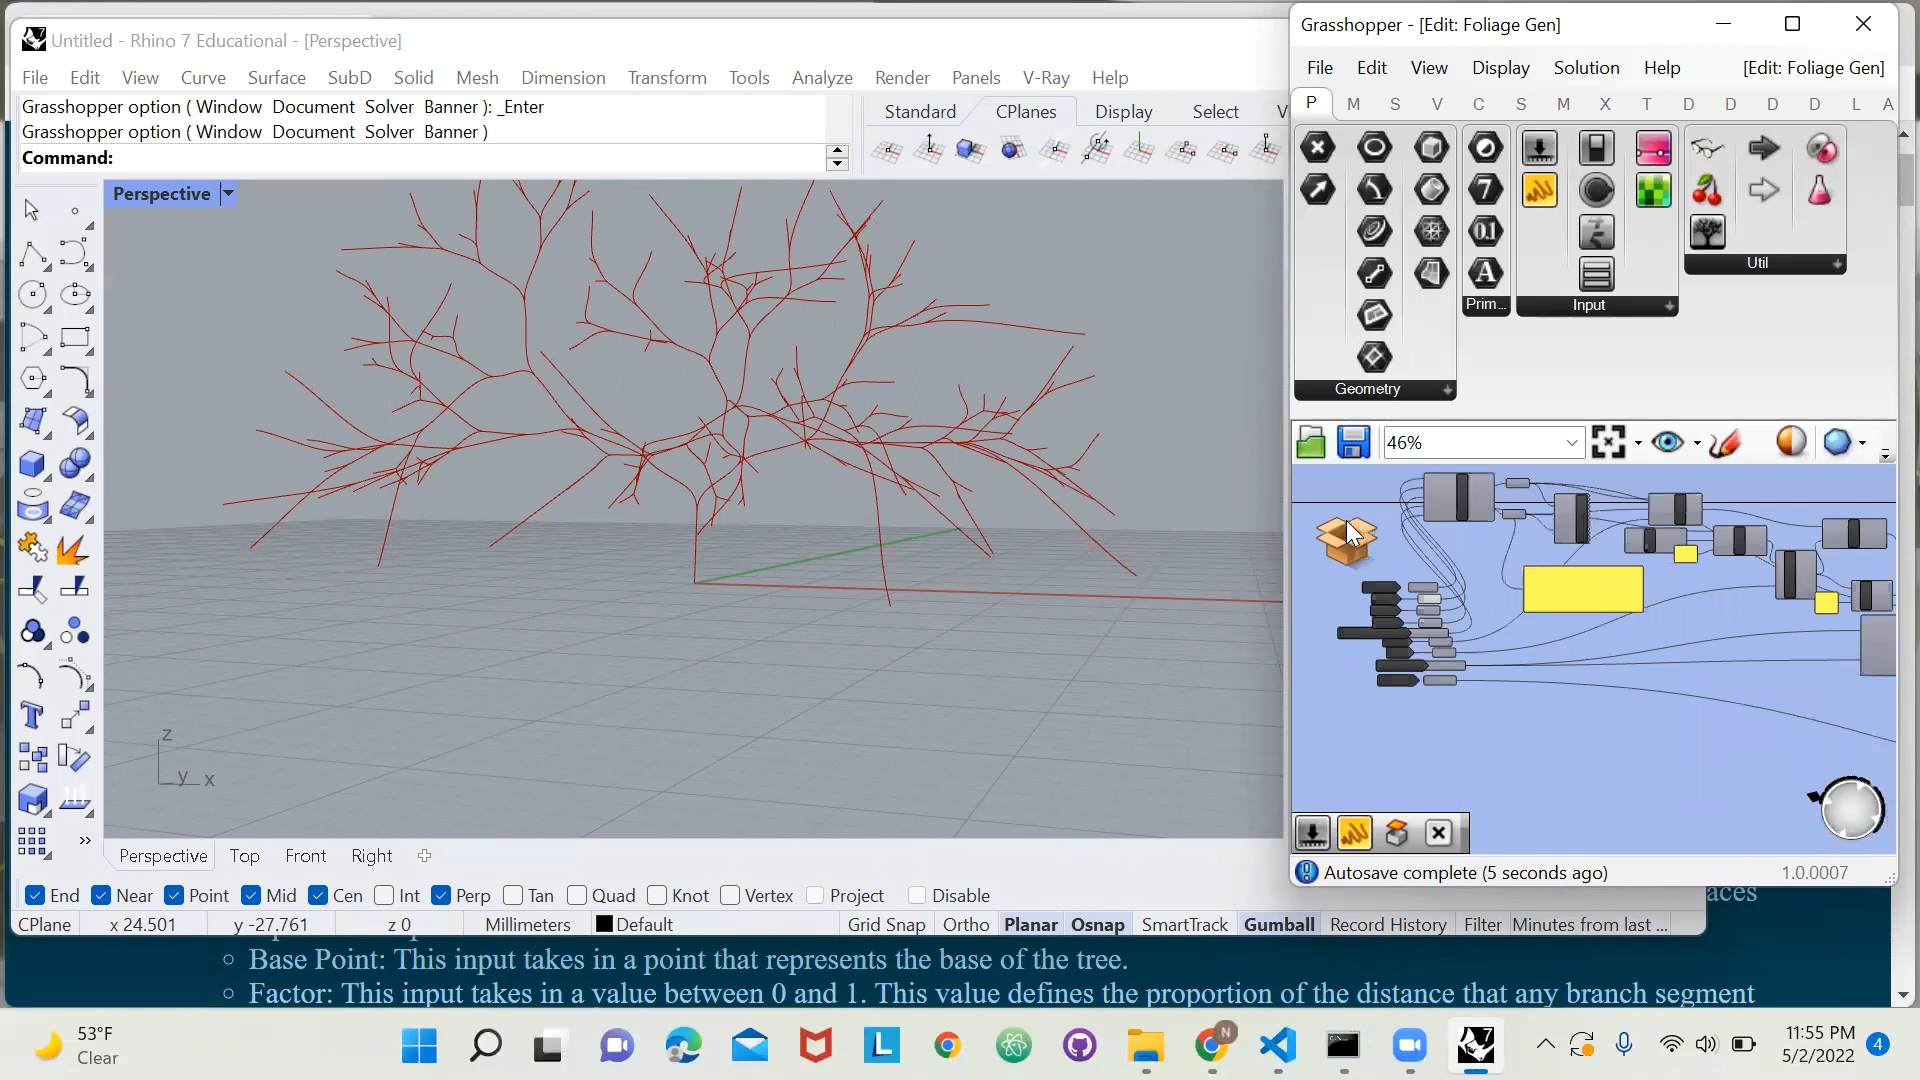 Untitled - Rhino 7 Educational - [Perspective]
File Edit View Curve Surface SubD Solid Mesh Dimension Transform Tools Analyze Render Panels V-Ray Help
Grasshopper option ( Window Document Solver Banner ): _Enter
Grasshopper option ( Window Document Solver Banner )
Command:
Standard CPlanes Display Select V
Perspective
z
y x
Perspective Top Front Right
End Near Point Mid Cen Int Perp Tan Quad Knot Vertex Project Disable
CPlane x 24.501 y -27.761 z 0 Millimeters Default Grid Snap Ortho Planar Osnap SmartTrack Gumball Record History Filter Minutes from last ...
Grasshopper - [Edit: Foliage Gen]
File Edit View Display Solution Help [Edit: Foliage Gen]
P M S V C S M X T D D D D L A
Geometry
Prim...
Input
Util
46%
Autosave complete (5 seconds ago) 1.0.0007
aces
Base Point: This input takes in a point that represents the base of the tree.
Factor: This input takes in a value between 0 and 1. This value defines the proportion of the distance that any branch segment
53°F
Clear
11:55 PM
5/2/2022
4